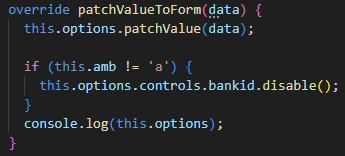 override patchValueToForm(data) {
this.options.patchValue(data);
if (this.amb != 'a') {
this.options.controls.bankid.disable();
}
console.log(this.options);
}